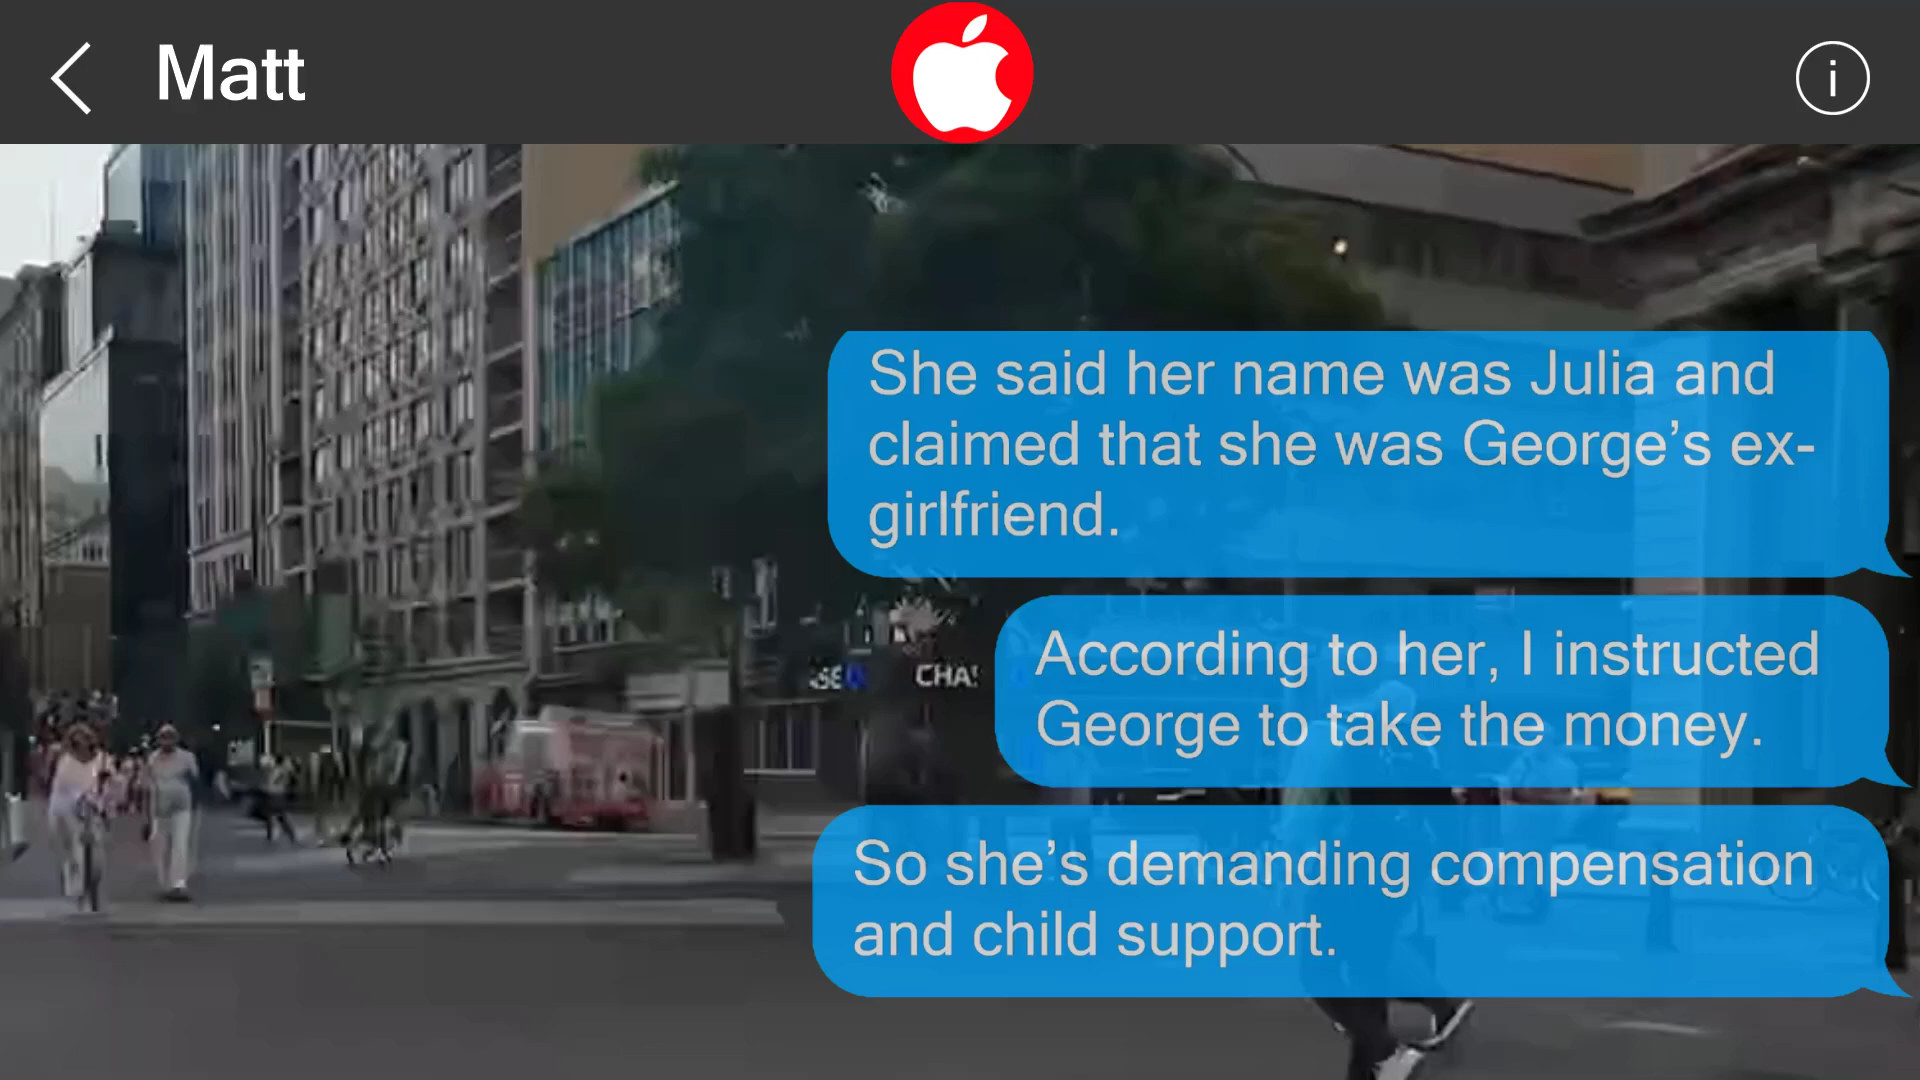 Matt
i
She said her name was Julia and
claimed that she was George’s ex-
girlfriend.
According to her, I instructed
George to take the money.
So she’s demanding compensation
and child support.